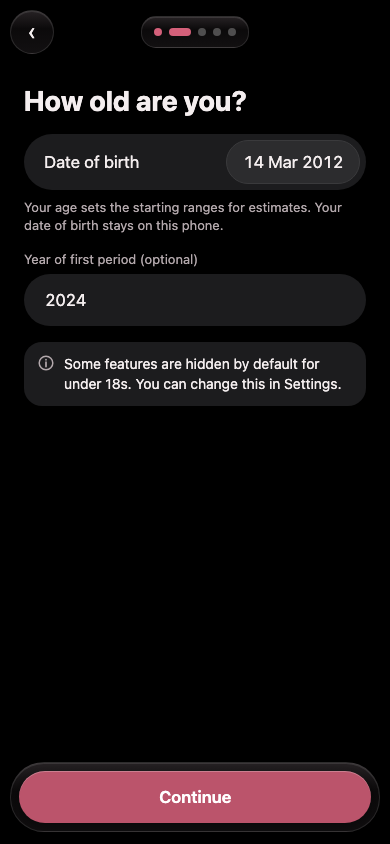 How old are you?
Date of birth
14 Mar 2012
Your age sets the starting ranges for estimates. Your
date of birth stays on this phone.
Year of first period (optional)
2024
Some features are hidden by default for
under 18s. You can change this in Settings.
Continue